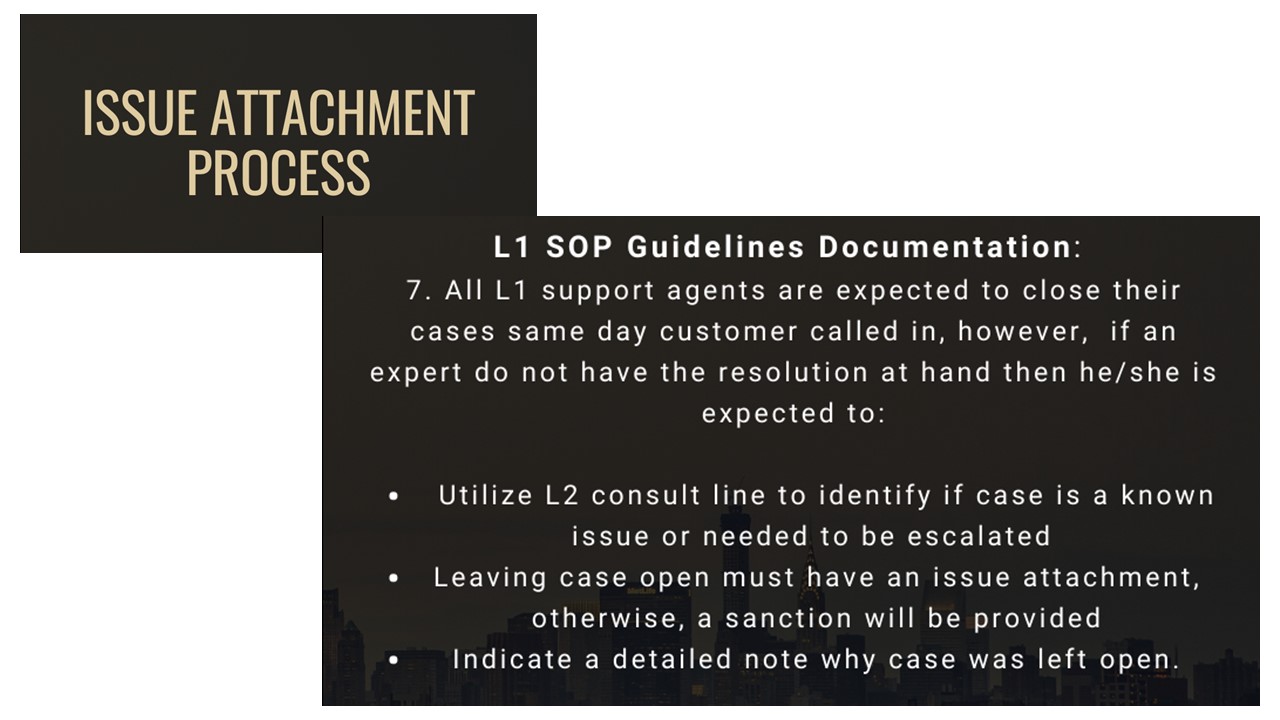 ISSUE ATTACHMENT
PROCESS
L1 SOP Guidelines Documentation:
7. All L1 support agents are expected to close their
cases same day customer called in, however, if an
expert do not have the resolution at hand then he/she is
expected to:
• Utilize L2 consult line to identify if case is a known
issue or needed to be escalated
• Leaving case open must have an issue attachment,
otherwise, a sanction will be provided
MetLife
• Indicate a detailed note why case was left open.